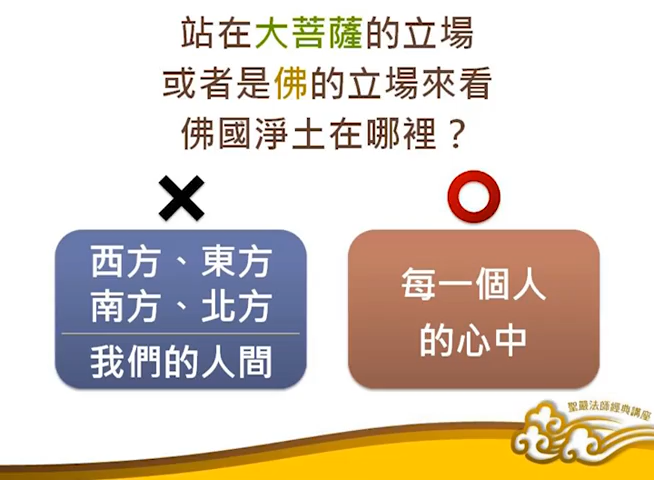 站在大菩薩的立場
或者是佛的立場來看
佛國淨土在哪裡？
西方、東方
南方、北方
我們的人間
每一個人
的心中
聖嚴法師經典講座